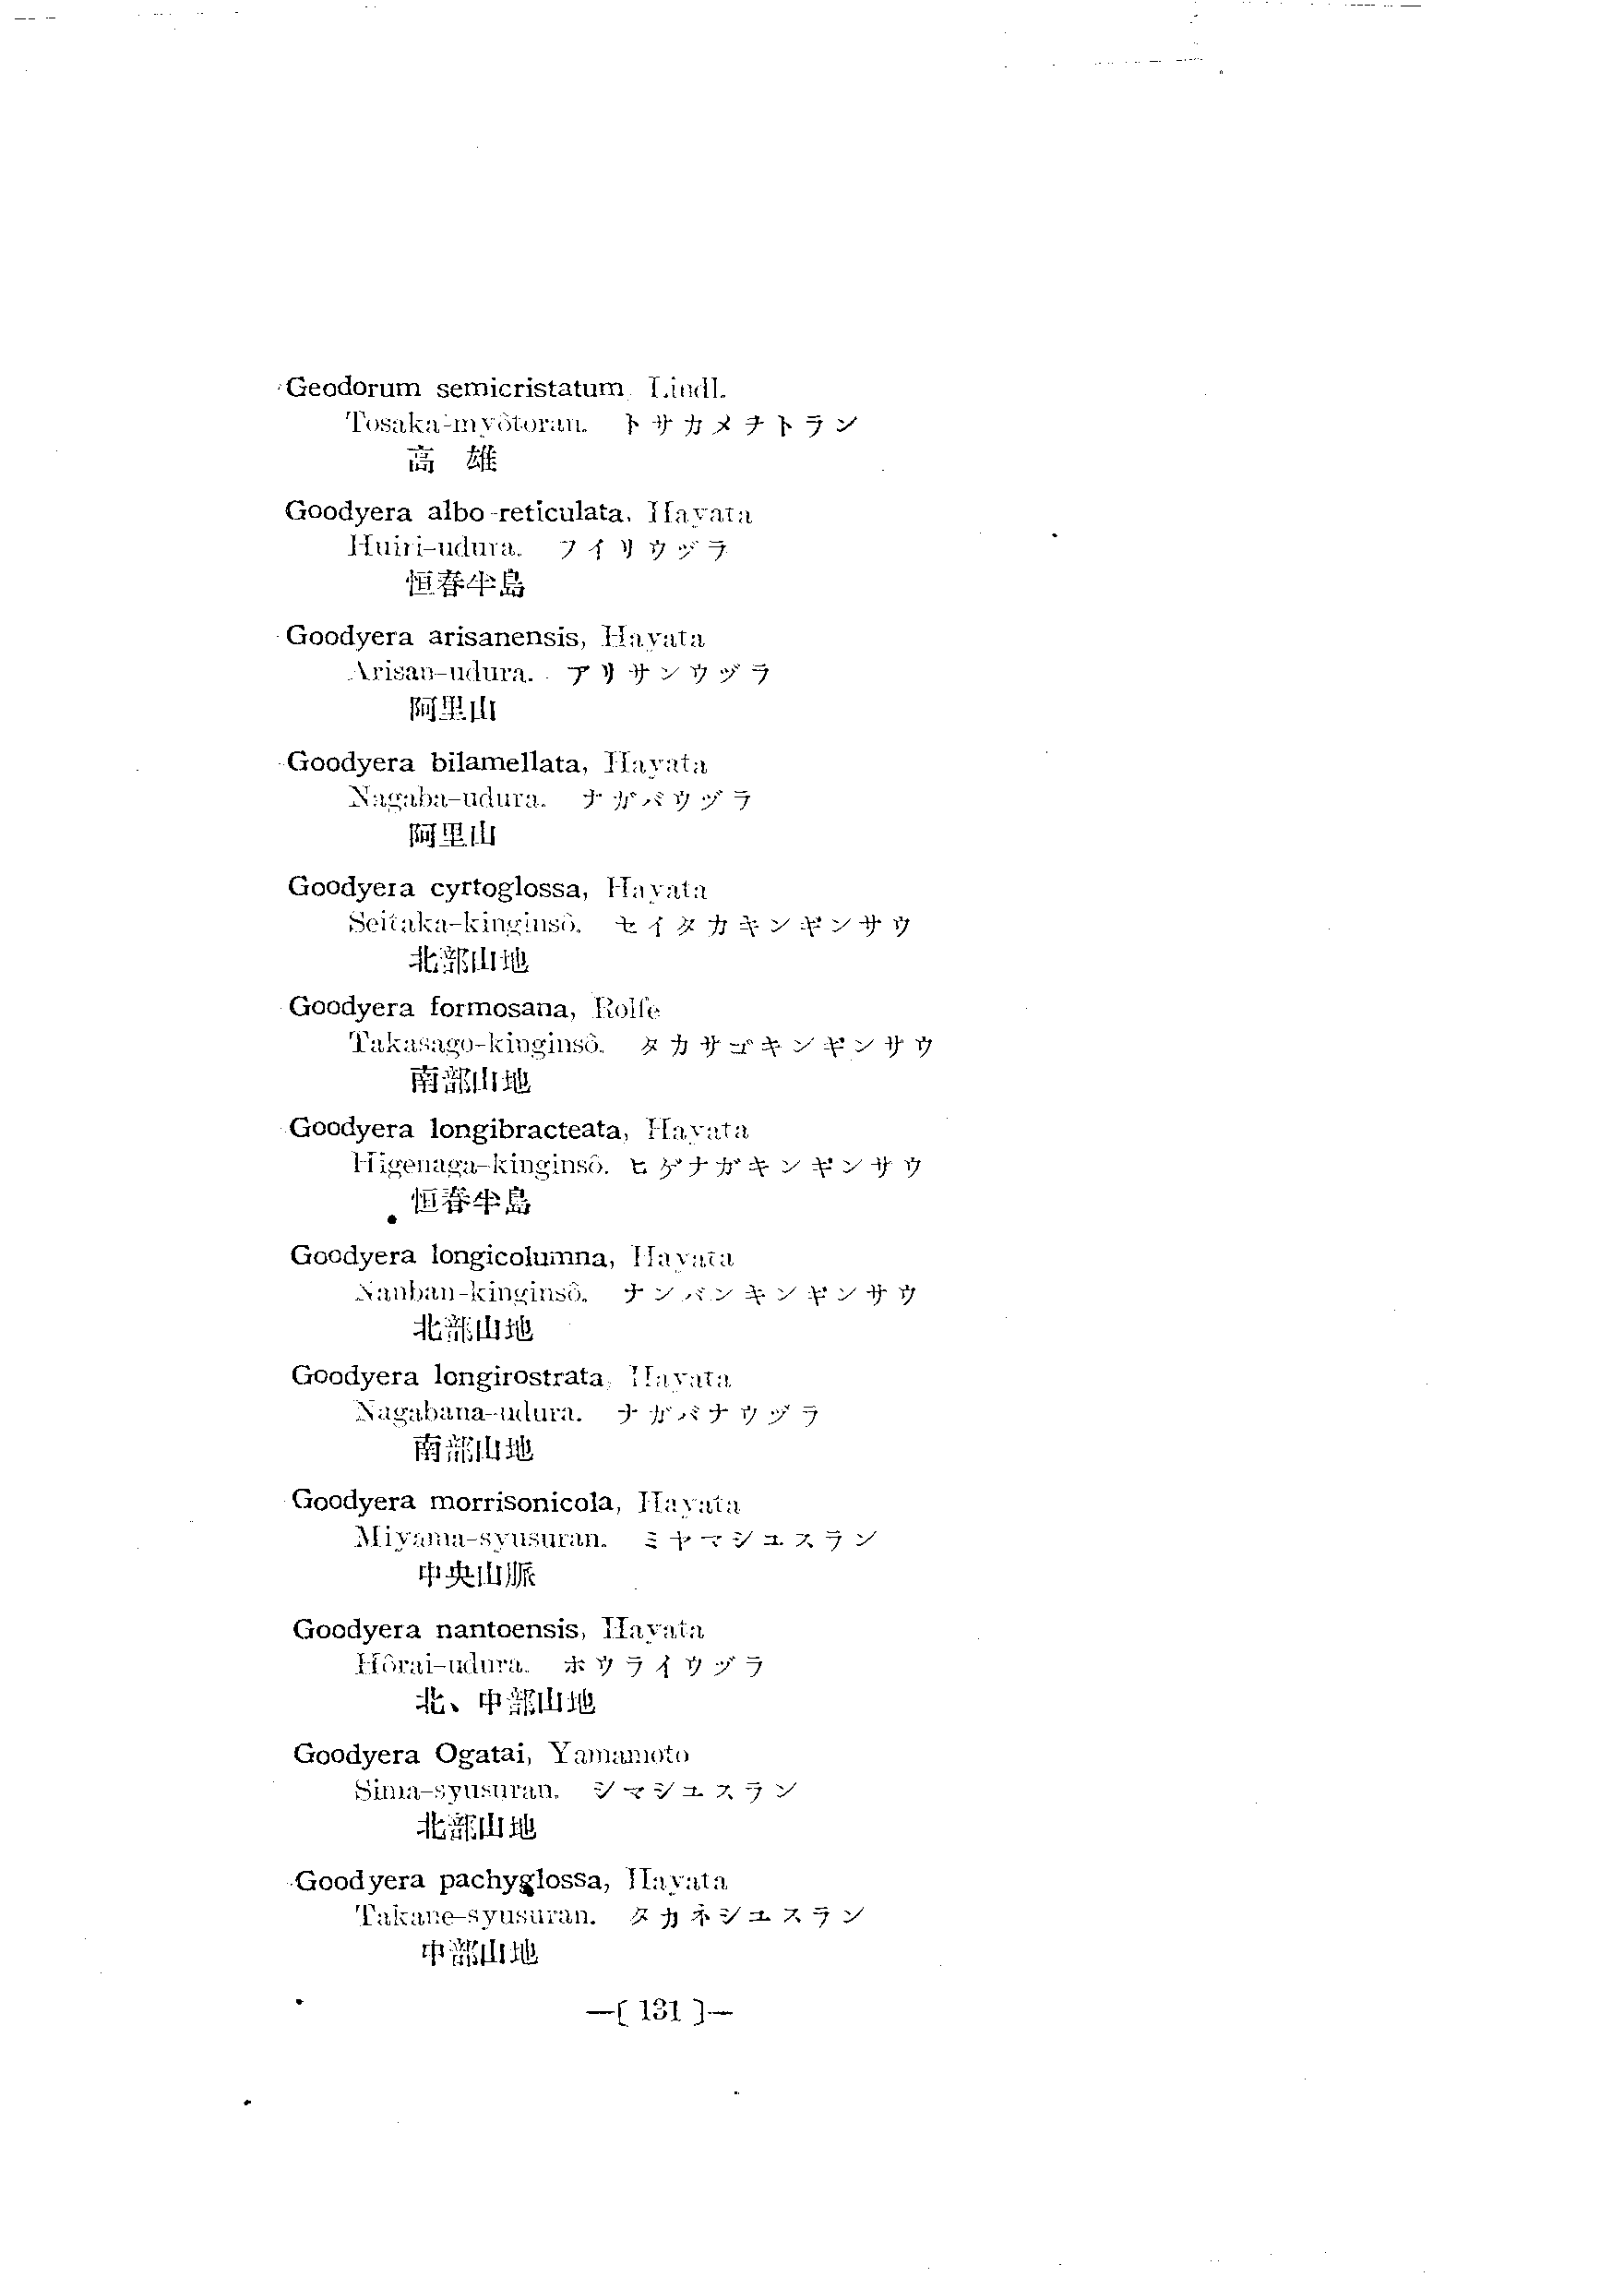 Geodorum semicristatum, Lindl.
Tosaka-myôtoran. トサカメヲトラン
高 雄
Goodyera albo-reticulata, Hayata
Huiri-udura. フイリウヅラ
恒春半島
Goodyera arisanensis, Hayata
Arisan-udura. アリサンウヅラ
阿里山
Goodyera bilamellata, Hayata
Nagaba-udura. ナガバウヅラ
阿里山
Goodyera cyrtoglossa, Hayata
Seitaka-kinginsô. セイタカキンギンサウ
北部山地
Goodyera formosana, Rolfe
Takasago-kinginsô. タカサゴキンギンサウ
南部山地
Goodyera longibracteata, Hayata
Higenaga-kinginsô. ヒゲナガキンギンサウ
恒春半島
Goodyera longicolumna, Hayata
Nanban-kinginsô. ナンバンキンギンサウ
北部山地
Goodyera longirostrata, Hayata
Nagabana-udura. ナガバナウヅラ
南部山地
Goodyera morrisonicola, Hayata
Miyama-syusuran. ミヤマシユスラン
中央山脈
Goodyera nantoensis, Hayata
Hôrai-udura. ホウライウヅラ
北、中部山地
Goodyera Ogatai, Yamamoto
Sima-syusuran. シマシユスラン
北部山地
Goodyera pachyglossa, Hayata
Takane-syusuran. タカネシユスラン
中部山地
—( 131 )—